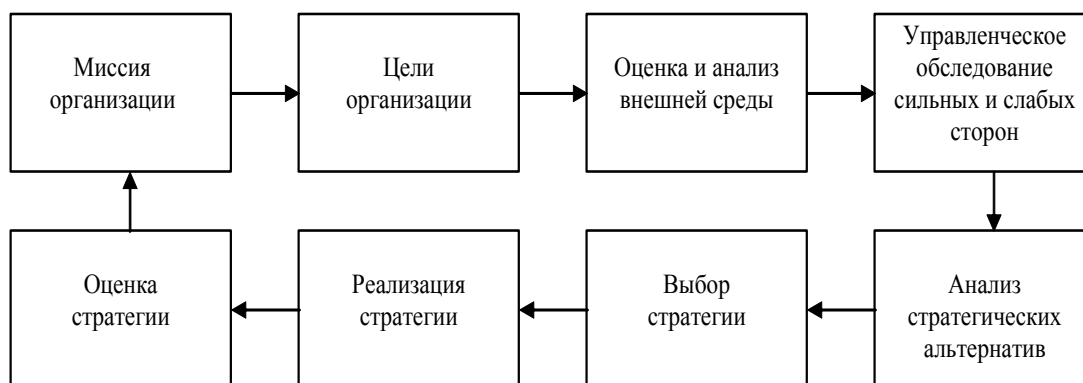 Миссия
организации
Цели
организации
Оценка и анализ
внешней среды
Управленческое
обследование
сильных и слабых
сторон
Оценка
стратегии
Реализация
стратегии
Выбор
стратегии
Анализ
стратегических
альтернатив